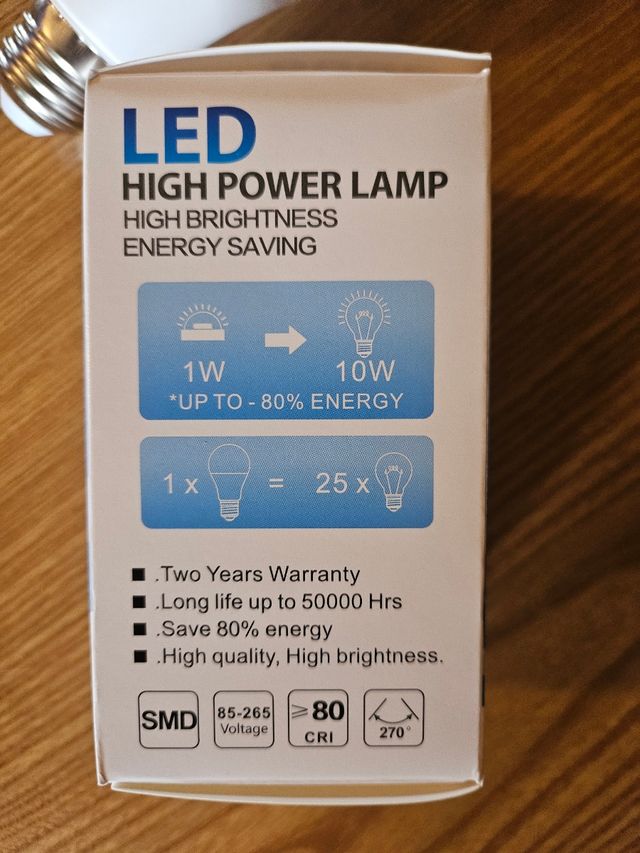 LED
HIGH POWER LAMP
HIGH BRIGHTNESS
ENERGY SAVING
1W 10W
*UP TO - 80% ENERGY
1 x = 25 x
.Two Years Warranty
.Long life up to 50000 Hrs
.Save 80% energy
.High quality, High brightness.
SMD
85-265
Voltage
≥80
CRI
270°